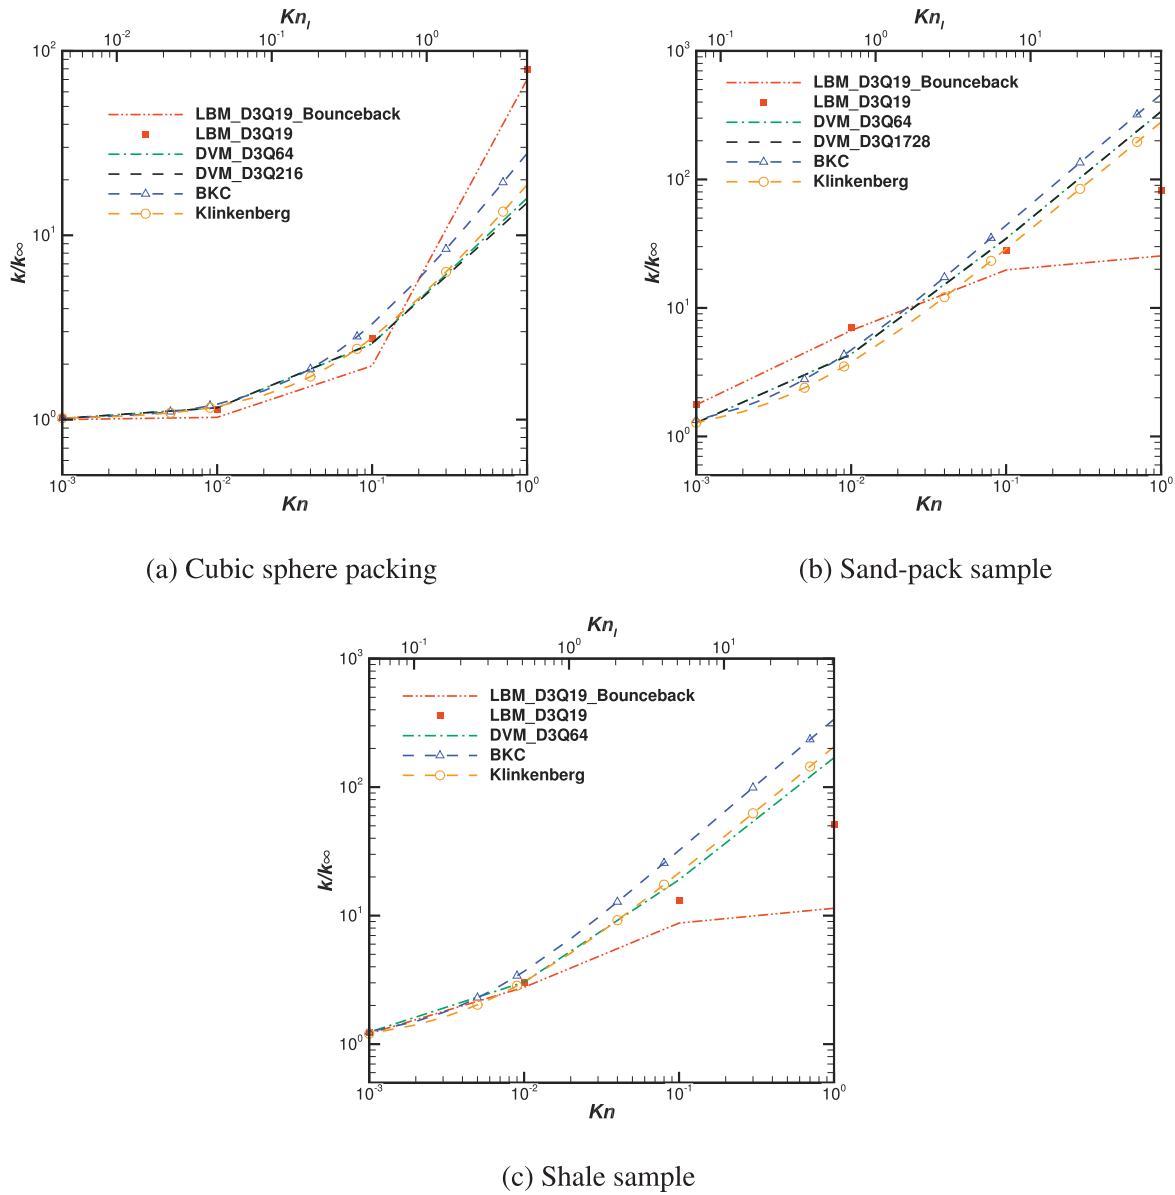 Kn_l
10^-2 10^-1 10^0
10^2
10^1
10^0
k/k∞
LBM_D3Q19_Bounceback
LBM_D3Q19
DVM_D3Q64
DVM_D3Q216
BKC
Klinkenberg
10^-3 10^-2 10^-1 10^0
Kn
(a) Cubic sphere packing
Kn_l
10^-1 10^0 10^1
10^3
10^2
10^1
10^0
k/k∞
LBM_D3Q19_Bounceback
LBM_D3Q19
DVM_D3Q64
DVM_D3Q1728
BKC
Klinkenberg
10^-3 10^-2 10^-1 10^0
Kn
(b) Sand-pack sample
Kn_l
10^-1 10^0 10^1
10^3
10^2
10^1
10^0
k/k∞
LBM_D3Q19_Bounceback
LBM_D3Q19
DVM_D3Q64
BKC
Klinkenberg
10^-3 10^-2 10^-1 10^0
Kn
(c) Shale sample